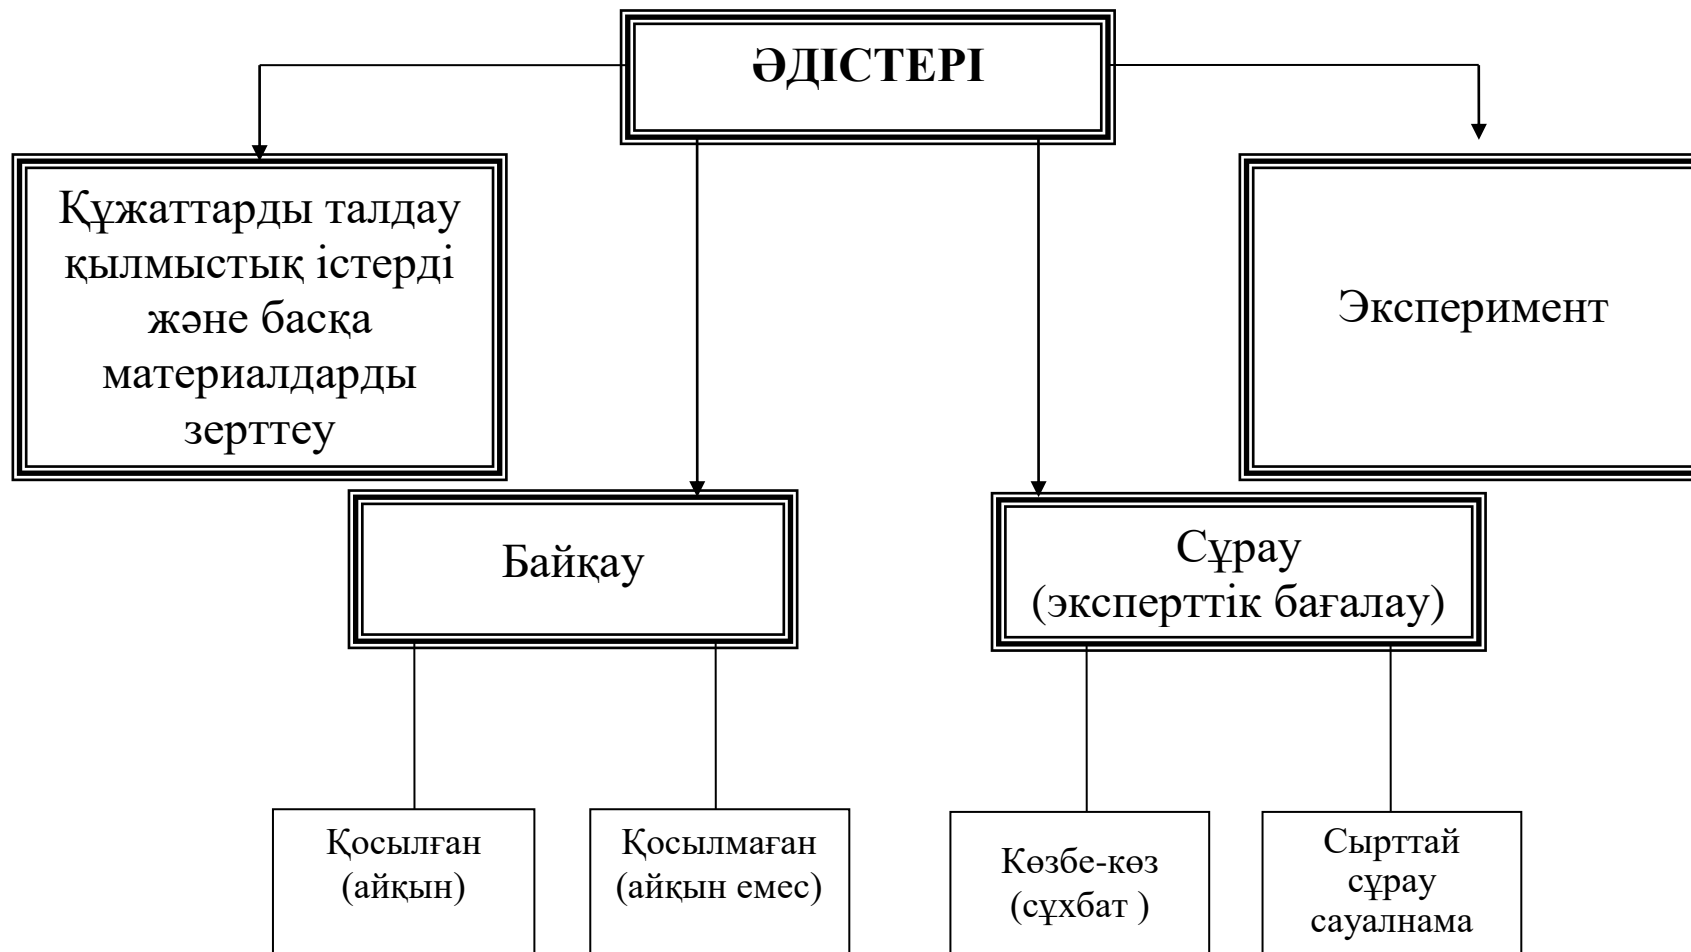 ӘДІСТЕРІ
Құжаттарды талдау
қылмыстық істерді
және басқа
материалдарды
зерттеу
Эксперимент
Байқау
Сұрау
(эксперттік бағалау)
Қосылған
(айқын)
Қосылмаған
(айқын емес)
Көзбе-көз
(сұхбат )
Сырттай
сұрау
сауалнама